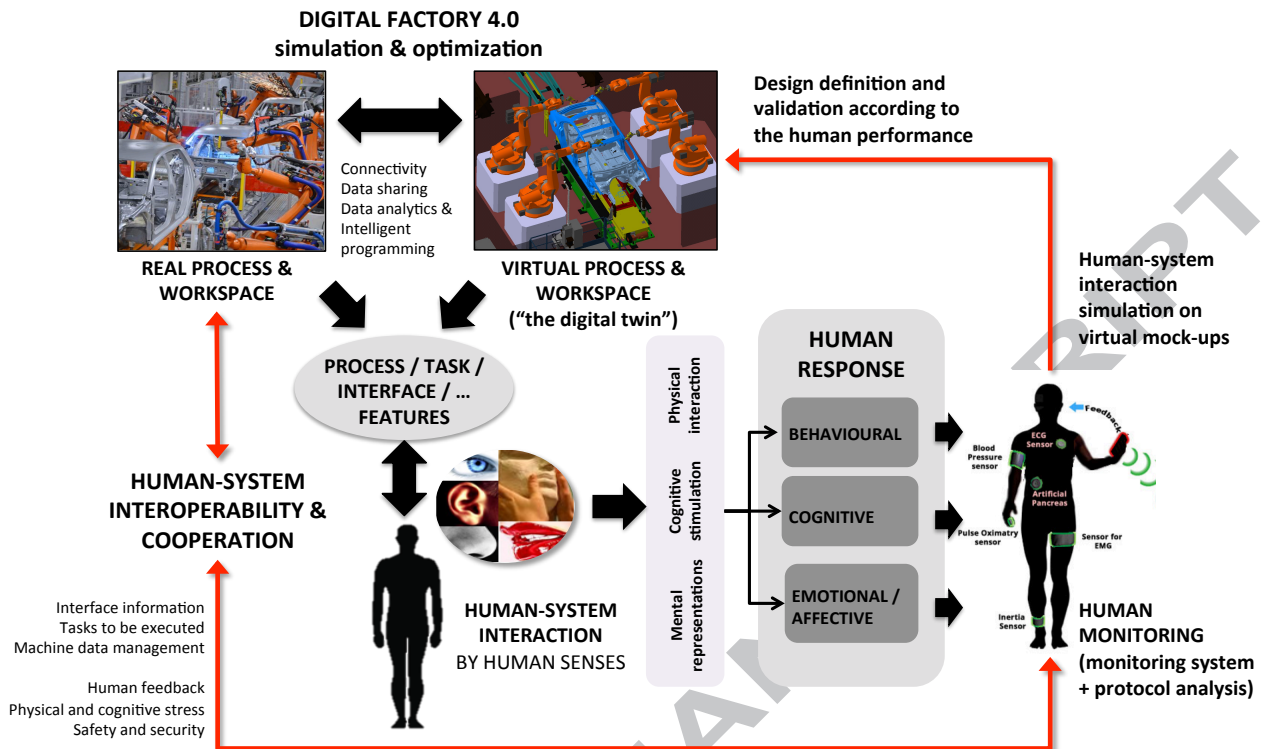 DIGITAL FACTORY 4.0
simulation & optimization
Connectivity
Data sharing
Data analytics &
Intelligent
programming
REAL PROCESS &
WORKSPACE
VIRTUAL PROCESS &
WORKSPACE
(“the digital twin”)
Design definition and
validation according to
the human performance
Human-system
interaction
simulation on
virtual mock-ups
PROCESS / TASK /
INTERFACE / ...
FEATURES
HUMAN-SYSTEM
INTEROPERABILITY &
COOPERATION
Interface information
Tasks to be executed
Machine data management
Human feedback
Physical and cognitive stress
Safety and security
HUMAN-SYSTEM
INTERACTION
BY HUMAN SENSES
Physical
interaction
Cognitive
stimulation
Mental
representations
HUMAN
RESPONSE
BEHAVIOURAL
COGNITIVE
EMOTIONAL /
AFFECTIVE
Feedback
ECG
Sensor
Blood
Pressure
sensor
Artificial
Pancreas
Pulse Oximatry
sensor
Sensor for
EMG
Inertia
Sensor
HUMAN
MONITORING
(monitoring system
+ protocol analysis)